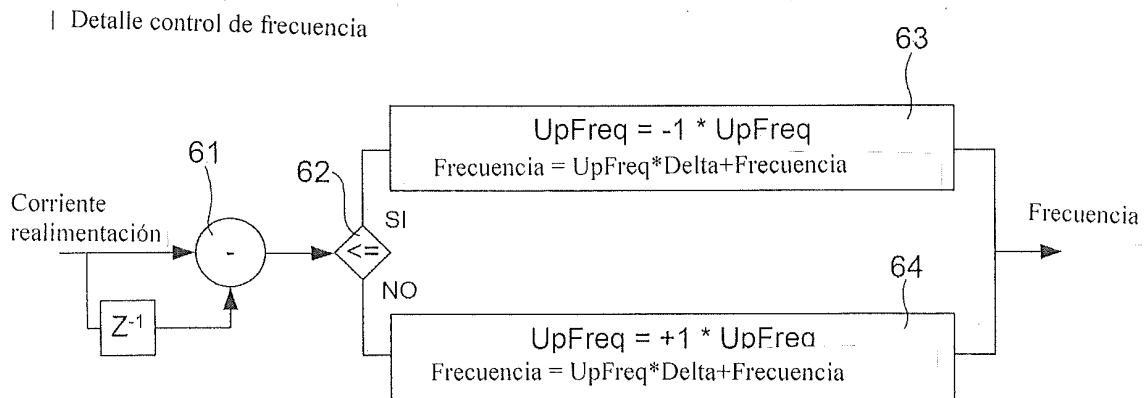 Detalle control de frecuencia
63
UpFreq = -1 * UpFreq
Frecuencia = UpFreq*Delta+Frecuencia
61
62
Corriente
realimentación
SI
Frecuencia
-
<=
NO
64
Z-1
UpFreq = +1 * UpFreq
Frecuencia = UpFreq*Delta+Frecuencia